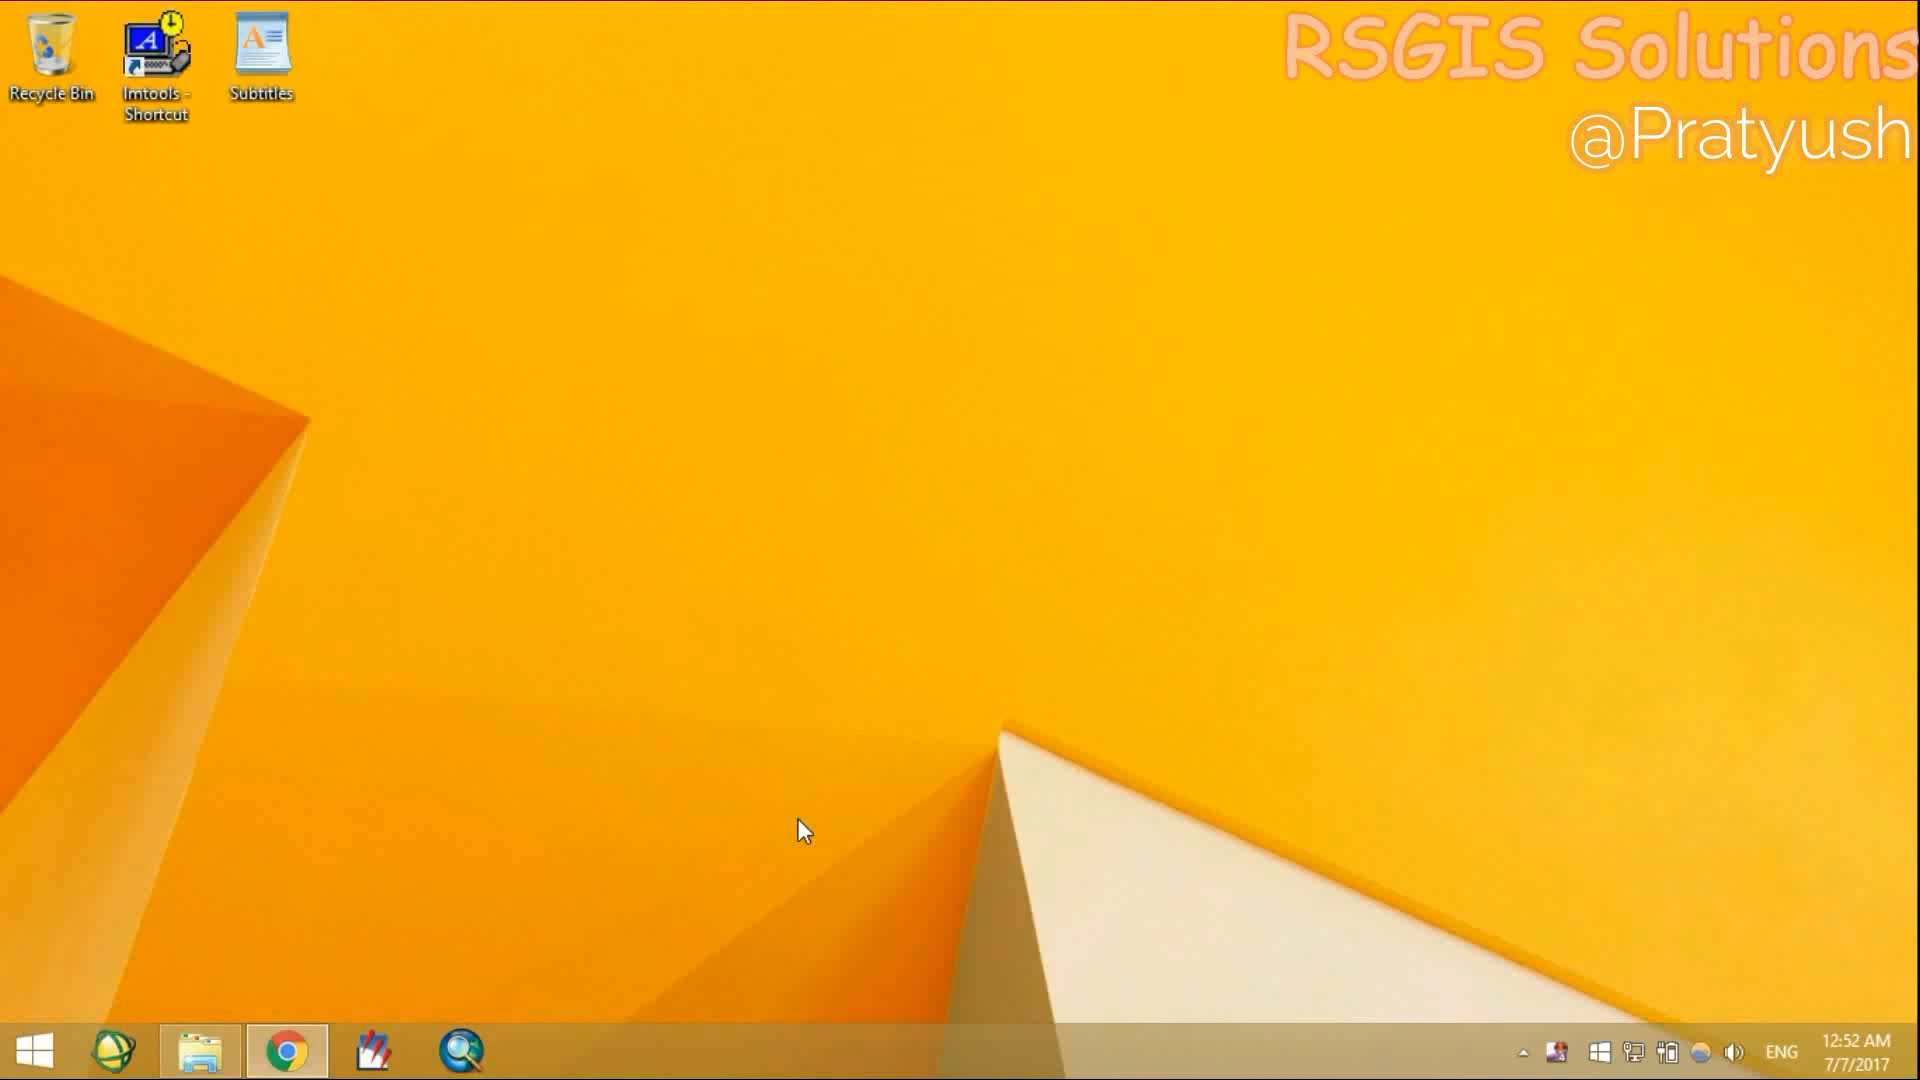 RSGIS Solutions
@Pratyush
Recycle Bin
lmtools -
Shortcut
Subtitles
ENG
12:52 AM
7/7/2017